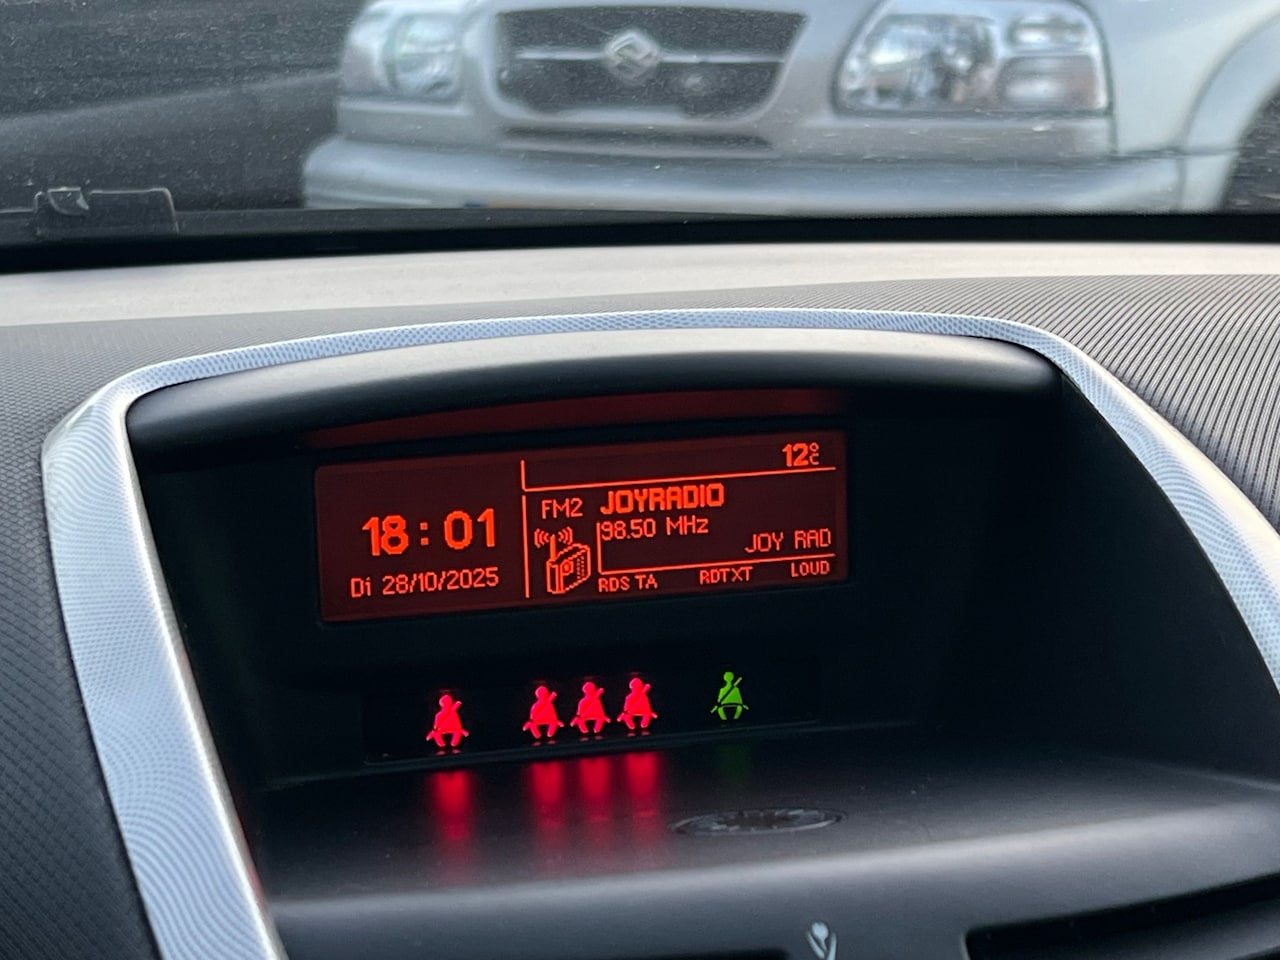 12°C
18:01
Di 28/10/2025
FM2 JOYRADIO
98.50 MHz
JOY RAD
RDS TA RDTXT LOUD